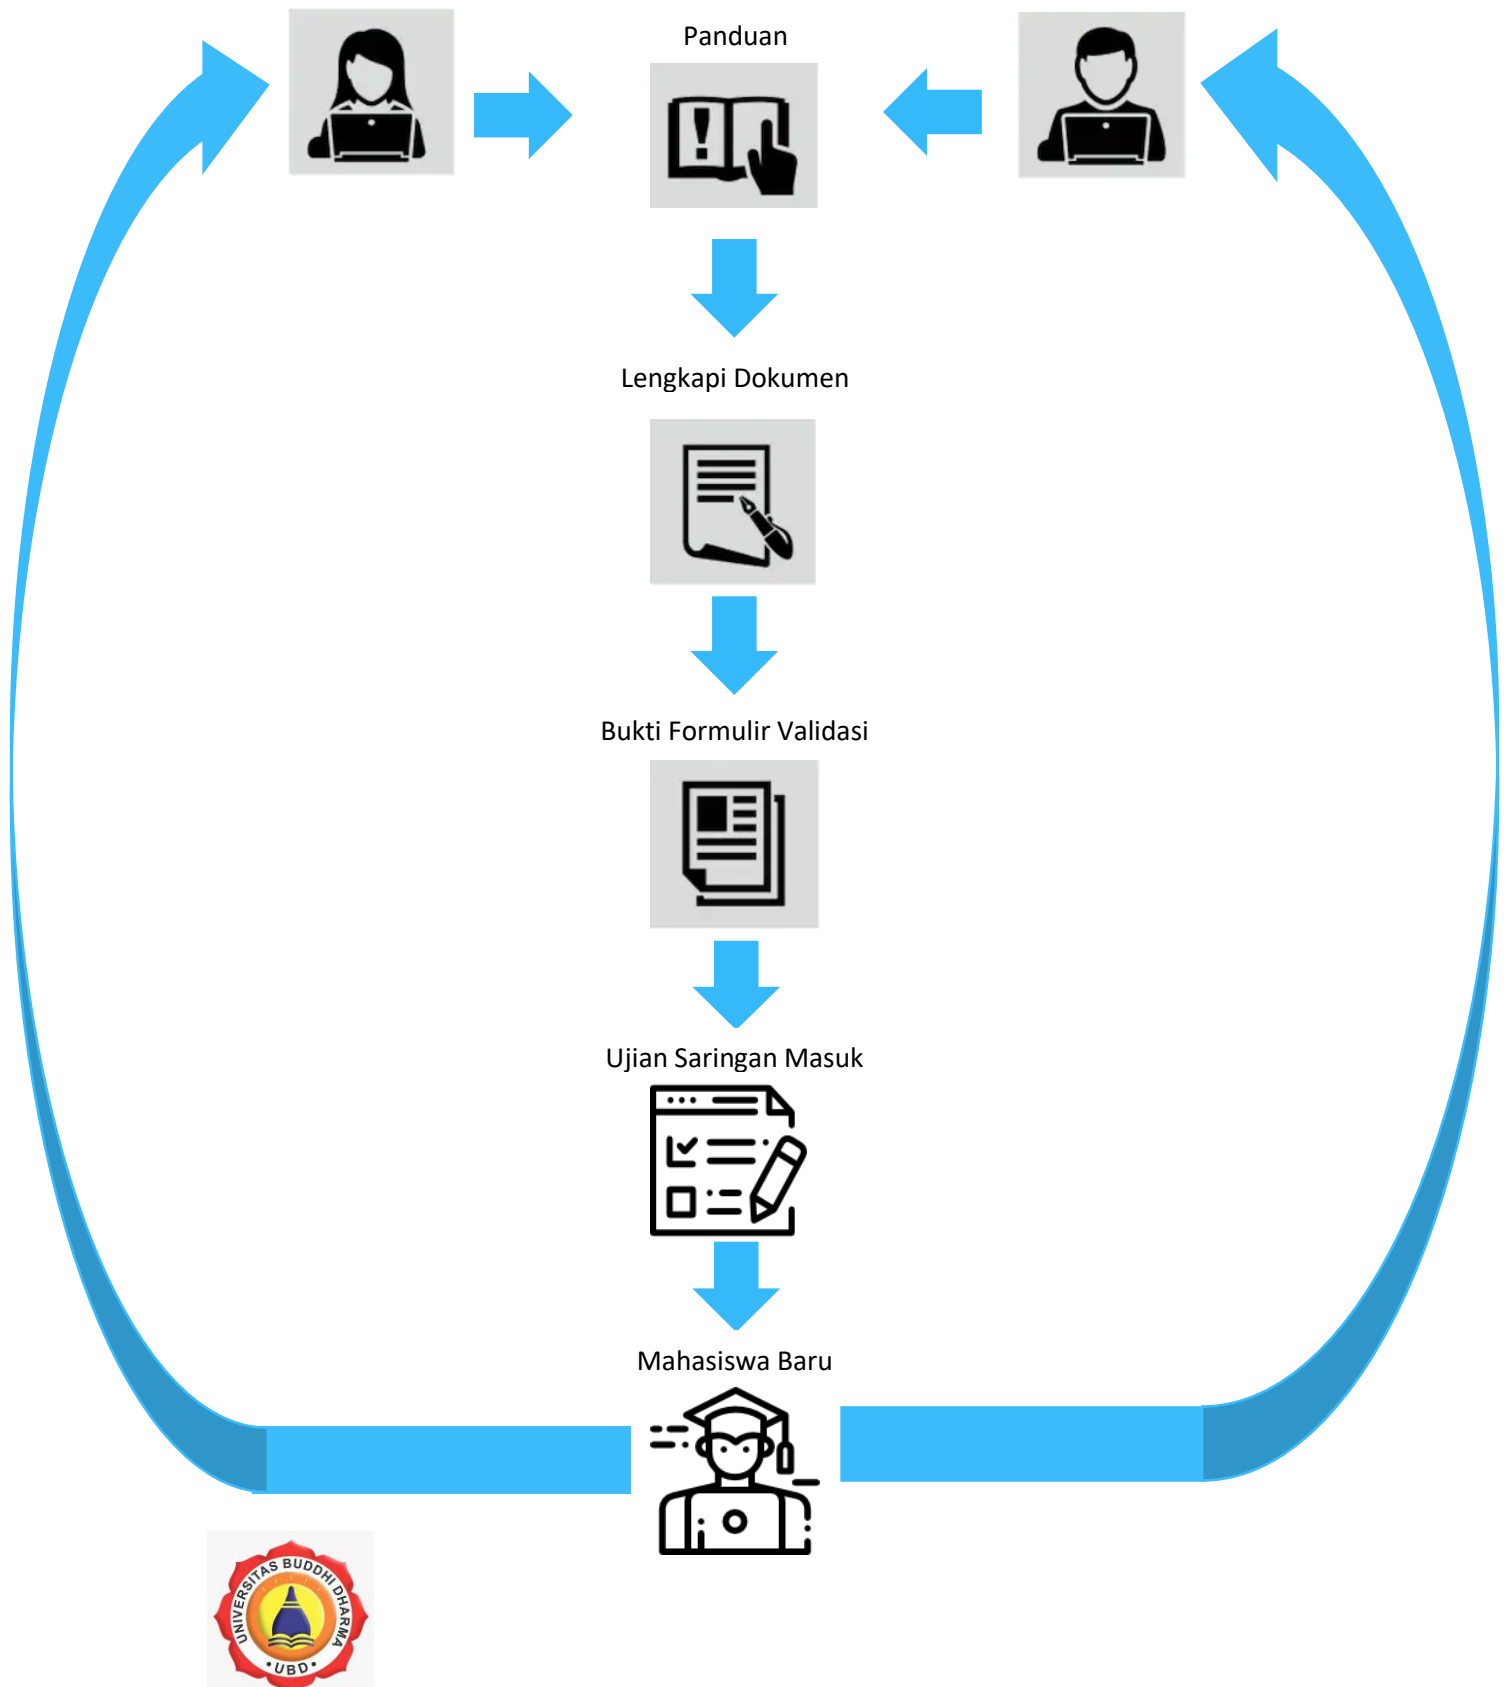 Panduan
Lengkapi Dokumen
Bukti Formulir Validasi
Ujian Saringan Masuk
Mahasiswa Baru
UNIVERSITAS BUDDHI DHARMA
• UBD •